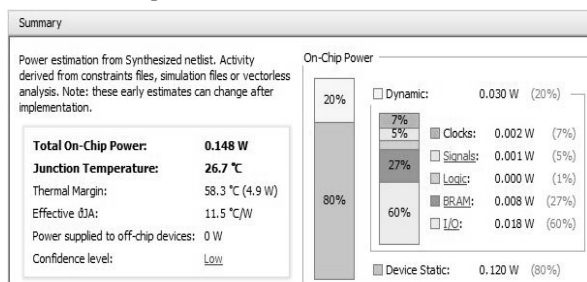 Summary
Power estimation from Synthesized netlist. Activity
derived from constraints files, simulation files or vectorless
analysis. Note: these early estimates can change after
implementation.
Total On-Chip Power: 0.148 W
Junction Temperature: 26.7 °C
Thermal Margin: 58.3 °C (4.9 W)
Effective ϑJA: 11.5 °C/W
Power supplied to off-chip devices: 0 W
Confidence level: Low
On-Chip Power
20%
80%
Dynamic: 0.030 W (20%)
7%
5%
27%
60%
Clocks: 0.002 W (7%)
Signals: 0.001 W (5%)
Logic: 0.000 W (1%)
BRAM: 0.008 W (27%)
I/O: 0.018 W (60%)
Device Static: 0.120 W (80%)